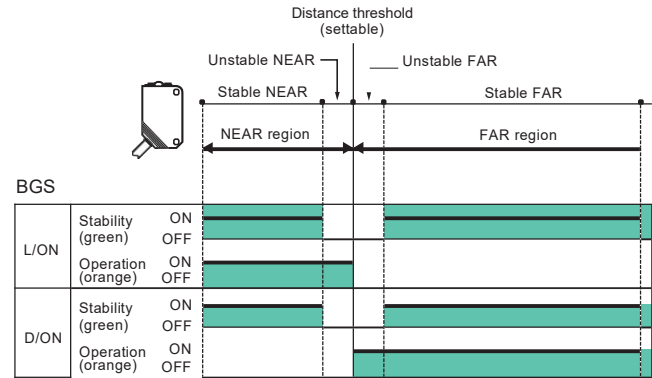 Distance threshold
(settable)
Unstable NEAR
Unstable FAR
Stable NEAR
Stable FAR
NEAR region
FAR region
BGS
L/ON
Stability
(green)
ON
OFF
Operation
(orange)
ON
OFF
D/ON
Stability
(green)
ON
OFF
Operation
(orange)
ON
OFF